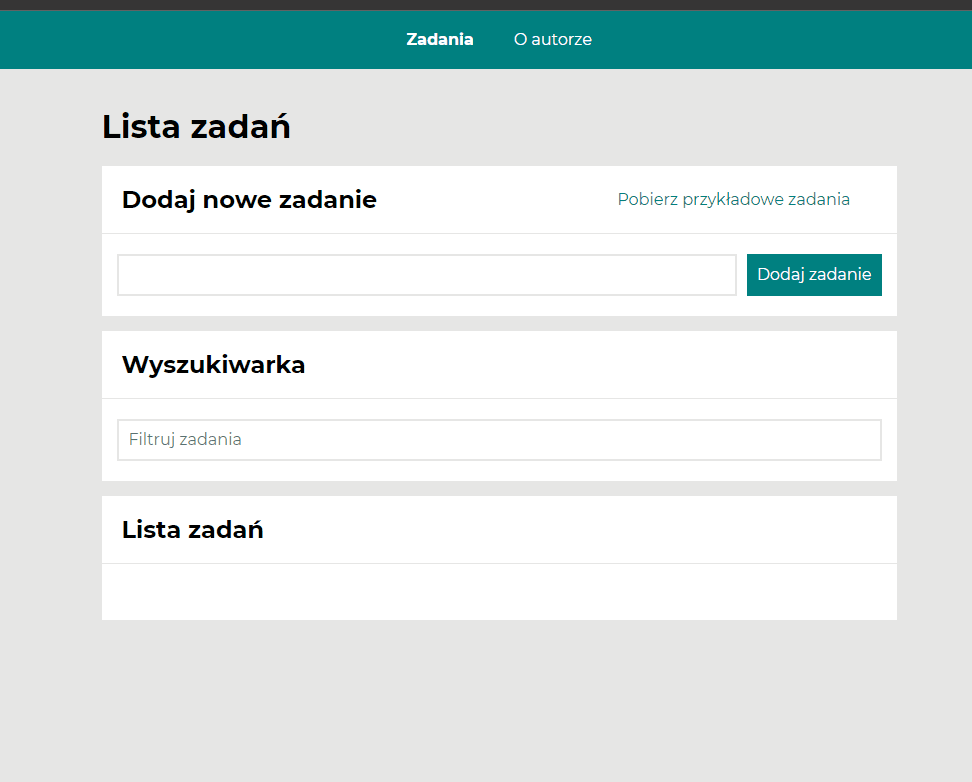 Zadania O autorze
Lista zadań
Dodaj nowe zadanie Pobierz przykładowe zadania
Dodaj zadanie
Wyszukiwarka
Filtruj zadania
Lista zadań